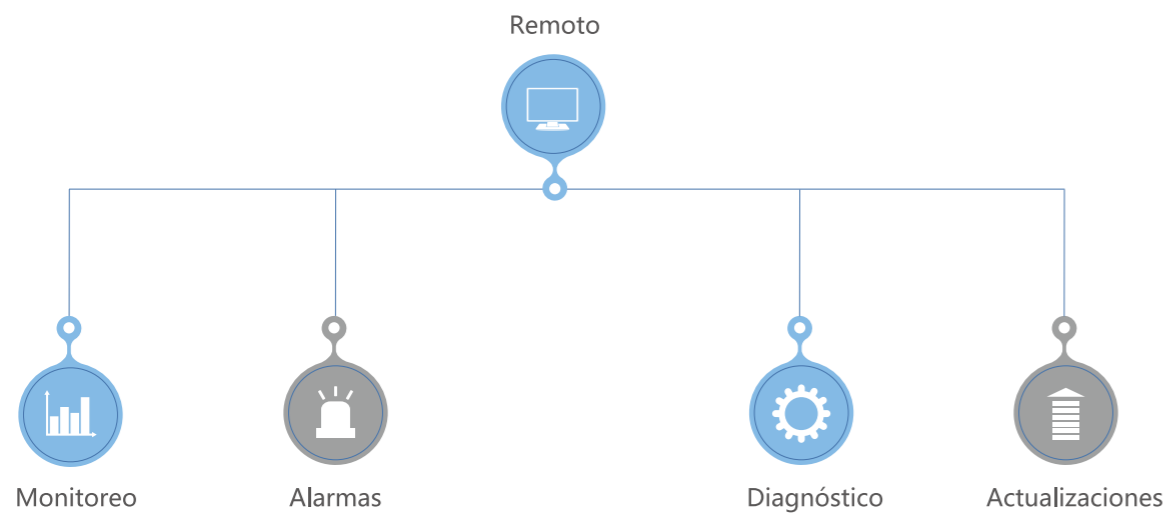 Remoto
Monitoreo
Alarmas
Diagnóstico
Actualizaciones